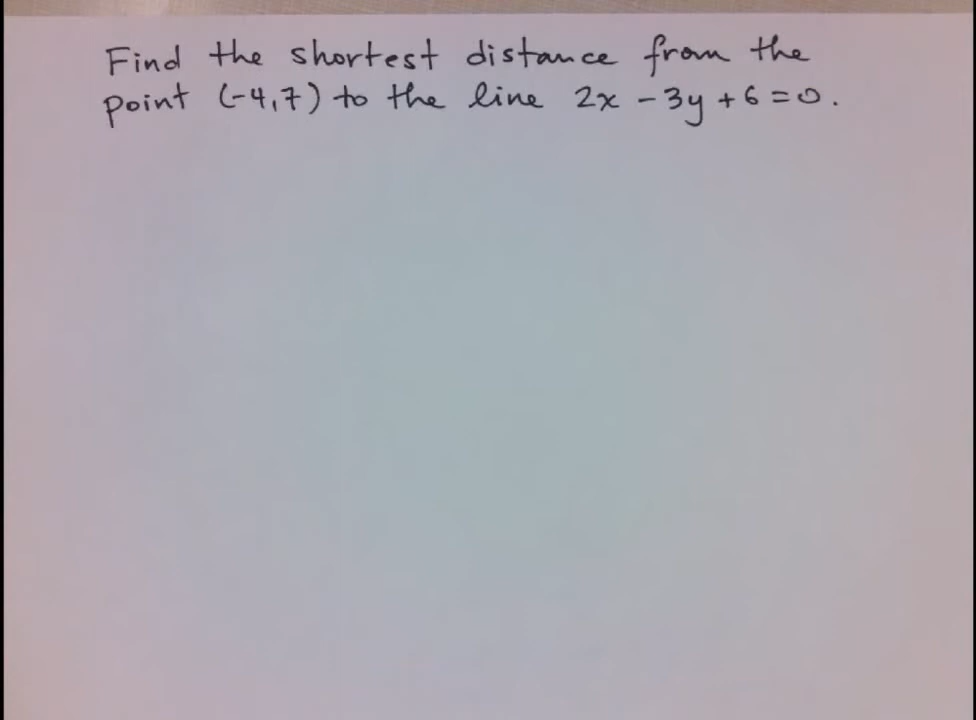 Find the shortest distance from the
point (-4,7) to the line 2x - 3y + 6 = 0.